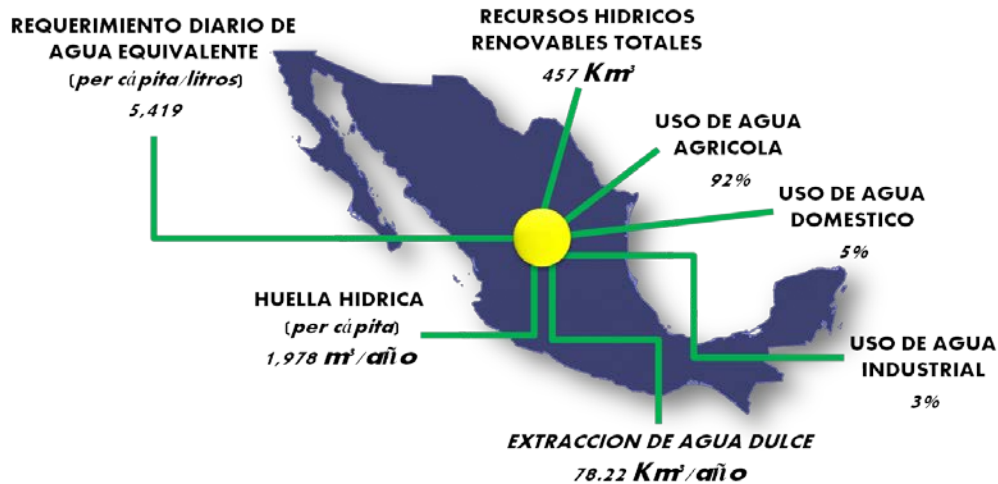 REQUERIMIENTO DIARIO DE
AGUA EQUIVALENTE
(per cápita/litros)
5,419
RECURSOS HIDRICOS
RENOVABLES TOTALES
457 Km³
USO DE AGUA
AGRICOLA
92%
USO DE AGUA
DOMESTICO
5%
HUELLA HIDRICA
(per cápita)
1,978 m³/año
USO DE AGUA
INDUSTRIAL
3%
EXTRACCION DE AGUA DULCE
78.22 Km³/año